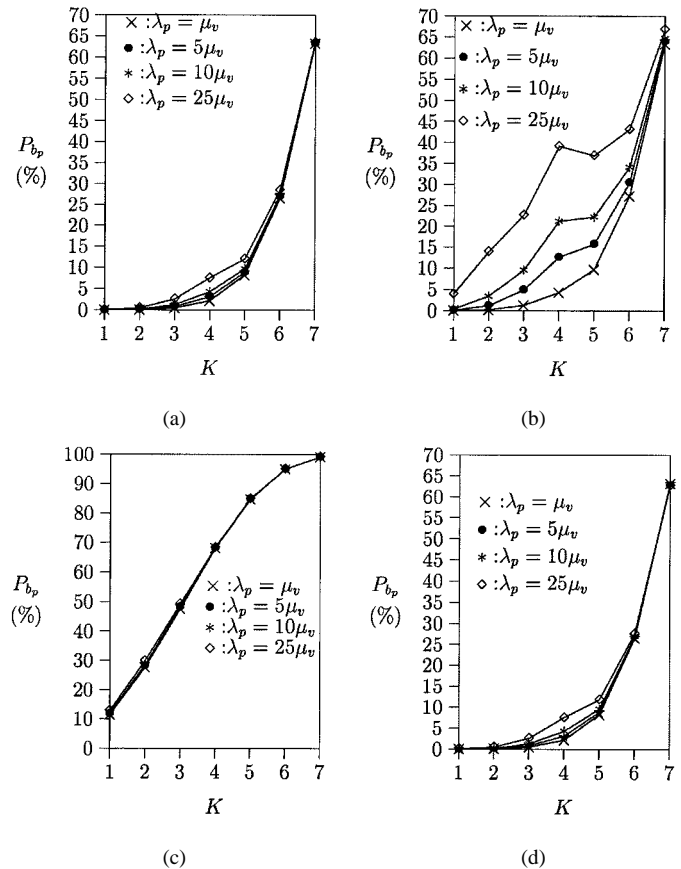 70
65
60
55
50
45
40
35
30
25
20
15
10
5
0
P_{b_p}
(%)
× :λ_p = μ_v
● :λ_p = 5μ_v
* :λ_p = 10μ_v
◇ :λ_p = 25μ_v
1 2 3 4 5 6 7
K
(a)
70
65
60
55
50
45
40
35
30
25
20
15
10
5
0
P_{b_p}
(%)
× :λ_p = μ_v
● :λ_p = 5μ_v
* :λ_p = 10μ_v
◇ :λ_p = 25μ_v
1 2 3 4 5 6 7
K
(b)
100
90
80
70
60
50
40
30
20
10
0
P_{b_p}
(%)
× :λ_p = μ_v
● :λ_p = 5μ_v
* :λ_p = 10μ_v
◇ :λ_p = 25μ_v
1 2 3 4 5 6 7
K
(c)
70
65
60
55
50
45
40
35
30
25
20
15
10
5
0
P_{b_p}
(%)
× :λ_p = μ_v
● :λ_p = 5μ_v
* :λ_p = 10μ_v
◇ :λ_p = 25μ_v
1 2 3 4 5 6 7
K
(d)